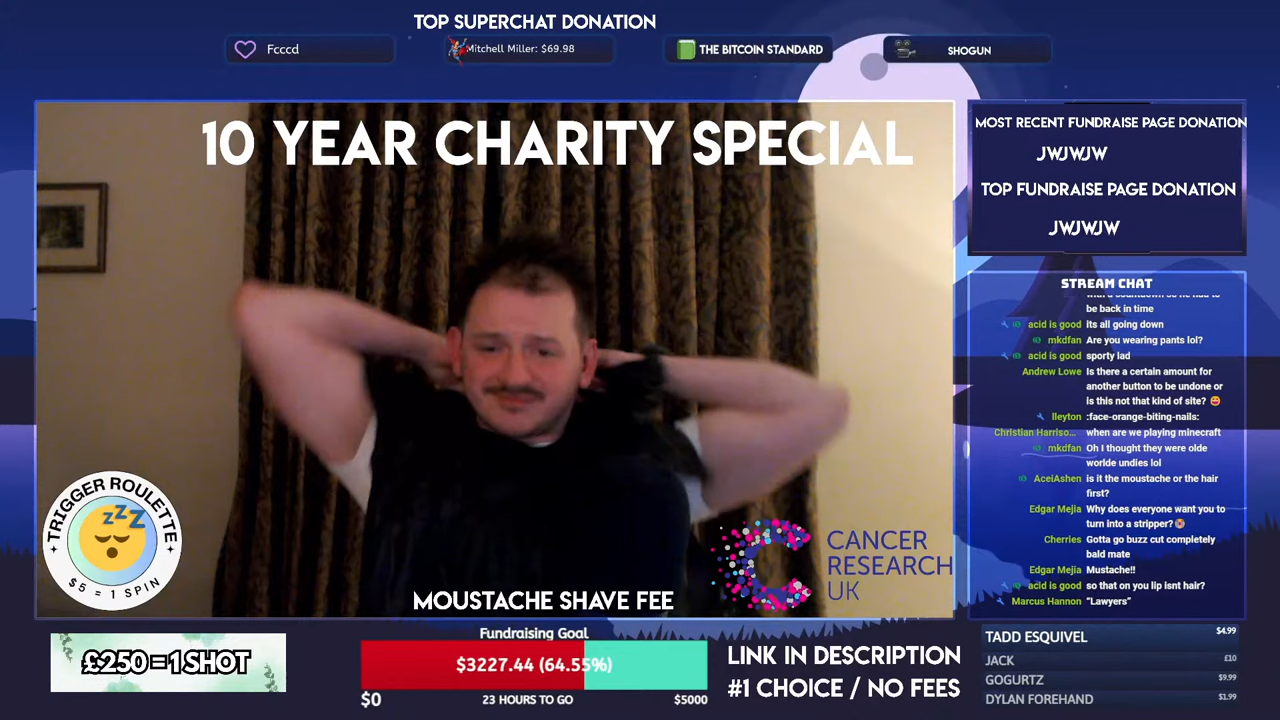 TOP SUPERCHAT DONATION
Fcccd
Mitchell Miller: $69.98
THE BITCOIN STANDARD
SHOGUN
10 YEAR CHARITY SPECIAL
MOST RECENT FUNDRAISE PAGE DONATION
JWJWJW
TOP FUNDRAISE PAGE DONATION
JWJWJW
STREAM CHAT
be back in time
acid is good its all going down
mkdfan Are you wearing pants lol?
acid is good sporty lad
Andrew Lowe Is there a certain amount for
another button to be undone or
is this not that kind of site?
lleyton :face-orange-biting-nails:
Christian Harriso... when are we playing minecraft
mkdfan Oh I thought they were olde
worlde undies lol
AceiAshen is it the moustache or the hair
first?
Edgar Mejia Why does everyone want you to
turn into a stripper?
Cherries Gotta go buzz cut completely
bald mate
Edgar Mejia Mustache!!
acid is good so that on you lip isnt hair?
Marcus Hannon "Lawyers"
TRIGGER ROULETTE
zzZ
$5 = 1 SPIN
CANCER
RESEARCH
UK
MOUSTACHE SHAVE FEE
£250 = 1 SHOT
Fundraising Goal
$3227.44 (64.55%)
$0
23 HOURS TO GO
$5000
LINK IN DESCRIPTION
#1 CHOICE / NO FEES
TADD ESQUIVEL $4.99
JACK £10
GOGURTZ $9.99
DYLAN FOREHAND $1.99